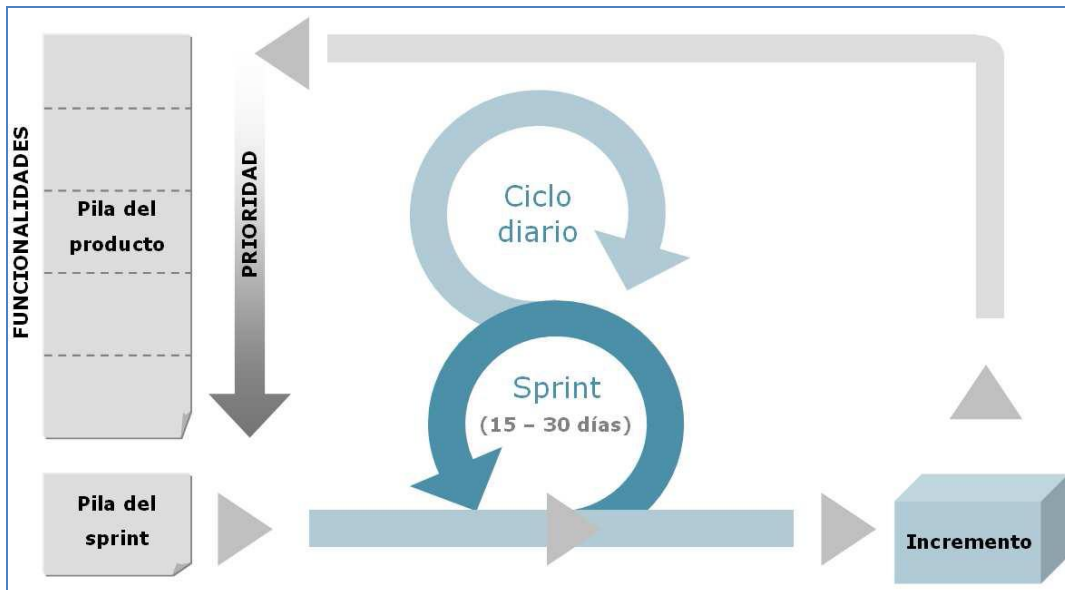 FUNCIONALIDADES
Pila del
producto
PRIORIDAD
Ciclo
diario
Sprint
(15 – 30 días)
Pila del
sprint
Incremento